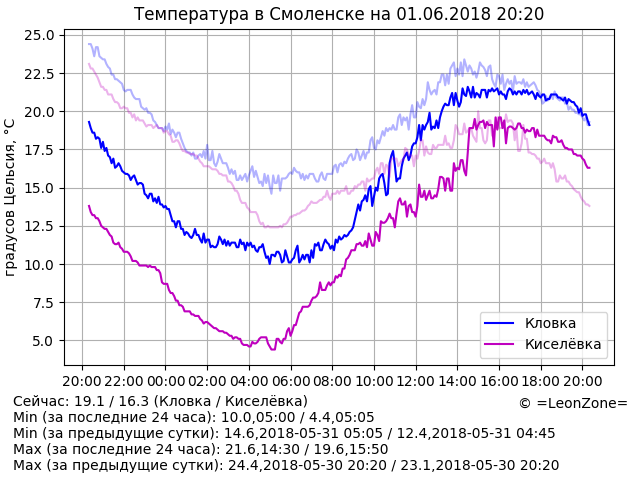 Температура в Смоленске на 01.06.2018 20:20
градусов Цельсия, °C
25.0
22.5
20.0
17.5
15.0
12.5
10.0
7.5
5.0
Кловка
Киселёвка
20:00 22:00 00:00 02:00 04:00 06:00 08:00 10:00 12:00 14:00 16:00 18:00 20:00
Сейчас: 19.1 / 16.3 (Кловка / Киселёвка)
© =LeonZone=
Min (за последние 24 часа): 10.0,05:00 / 4.4,05:05
Min (за предыдущие сутки): 14.6,2018-05-31 05:05 / 12.4,2018-05-31 04:45
Max (за последние 24 часа): 21.6,14:30 / 19.6,15:50
Max (за предыдущие сутки): 24.4,2018-05-30 20:20 / 23.1,2018-05-30 20:20